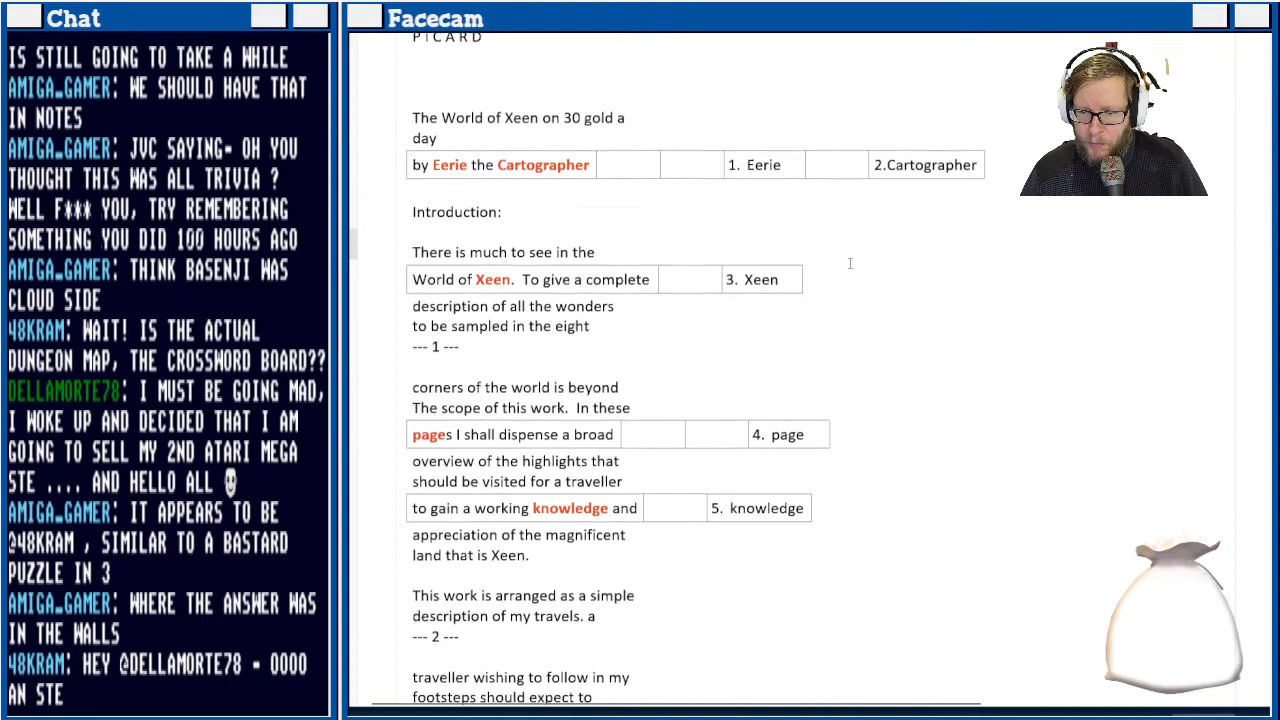 Chat
IS STILL GOING TO TAKE A WHILE
AMIGA_GAMER: WE SHOULD HAVE THAT
IN NOTES
AMIGA_GAMER: JVC SAYING- OH YOU
THOUGHT THIS WAS ALL TRIVIA ?
WELL F*** YOU, TRY REMEMBERING
SOMETHING YOU DID 100 HOURS AGO
AMIGA_GAMER: THINK BASENJI WAS
CLOUD SIDE
48KRAM: WAIT! IS THE ACTUAL
DUNGEON MAP, THE CROSSWORD BOARD??
DELLAMORTE78: I MUST BE GOING MAD,
I WOKE UP AND DECIDED THAT I AM
GOING TO SELL MY 2ND ATARI MEGA
STE .... AND HELLO ALL
AMIGA_GAMER: IT APPEARS TO BE
@48KRAM , SIMILAR TO A BASTARD
PUZZLE IN 3
AMIGA_GAMER: WHERE THE ANSWER WAS
IN THE WALLS
48KRAM: HEY @DELLAMORTE78 - OOOO
AN STE
Facecam
PICARD
The World of Xeen on 30 gold a
day
by Eerie the Cartographer 1. Eerie 2.Cartographer
Introduction:
There is much to see in the
World of Xeen. To give a complete 3. Xeen
description of all the wonders
to be sampled in the eight
--- 1 ---
corners of the world is beyond
The scope of this work. In these
pages I shall dispense a broad 4. page
overview of the highlights that
should be visited for a traveller
to gain a working knowledge and 5. knowledge
appreciation of the magnificent
land that is Xeen.
This work is arranged as a simple
description of my travels. a
--- 2 ---
traveller wishing to follow in my
footsteps should expect to